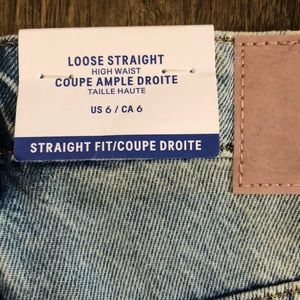 LOOSE STRAIGHT
HIGH WAIST
COUPE AMPLE DROITE
TAILLE HAUTE
US 6 / CA 6
STRAIGHT FIT/COUPE DROITE